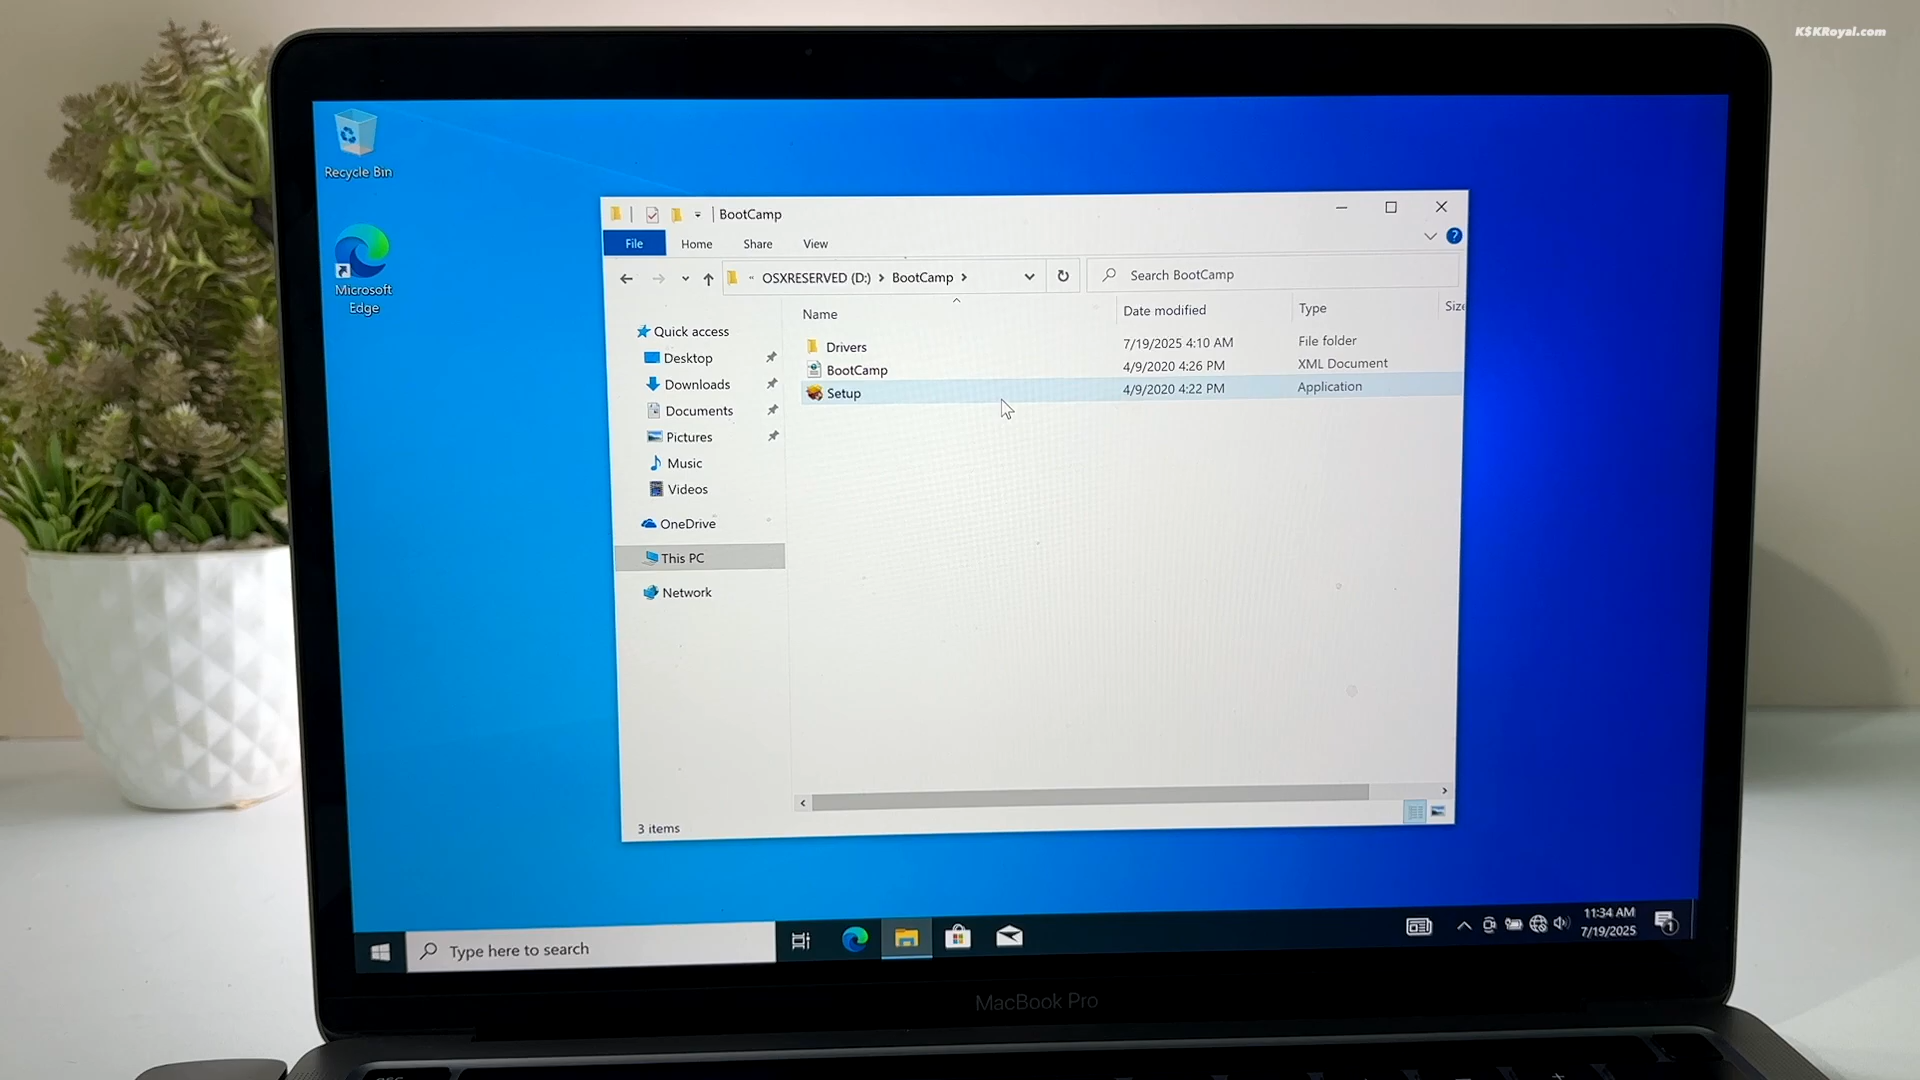 K$KRoyal.com
Recycle Bin
Microsoft
Edge
BootCamp
File Home Share View
OSXRESERVED (D:) BootCamp
Search BootCamp
Name Date modified Type Size
Drivers 7/19/2025 4:10 AM File folder
BootCamp 4/9/2020 4:26 PM XML Document
Setup 4/9/2020 4:22 PM Application
Quick access
Desktop
Downloads
Documents
Pictures
Music
Videos
OneDrive
This PC
Network
3 items
Type here to search
11:34 AM
7/19/2025
1
MacBook Pro